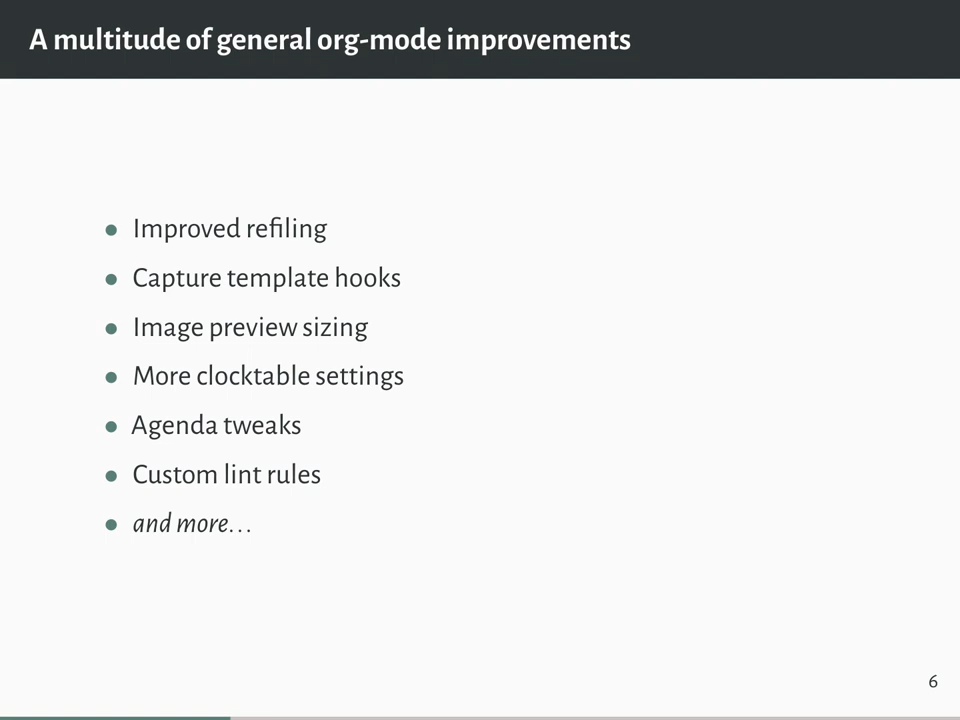 A multitude of general org-mode improvements
• Improved refiling
• Capture template hooks
• Image preview sizing
• More clocktable settings
• Agenda tweaks
• Custom lint rules
• and more…
6